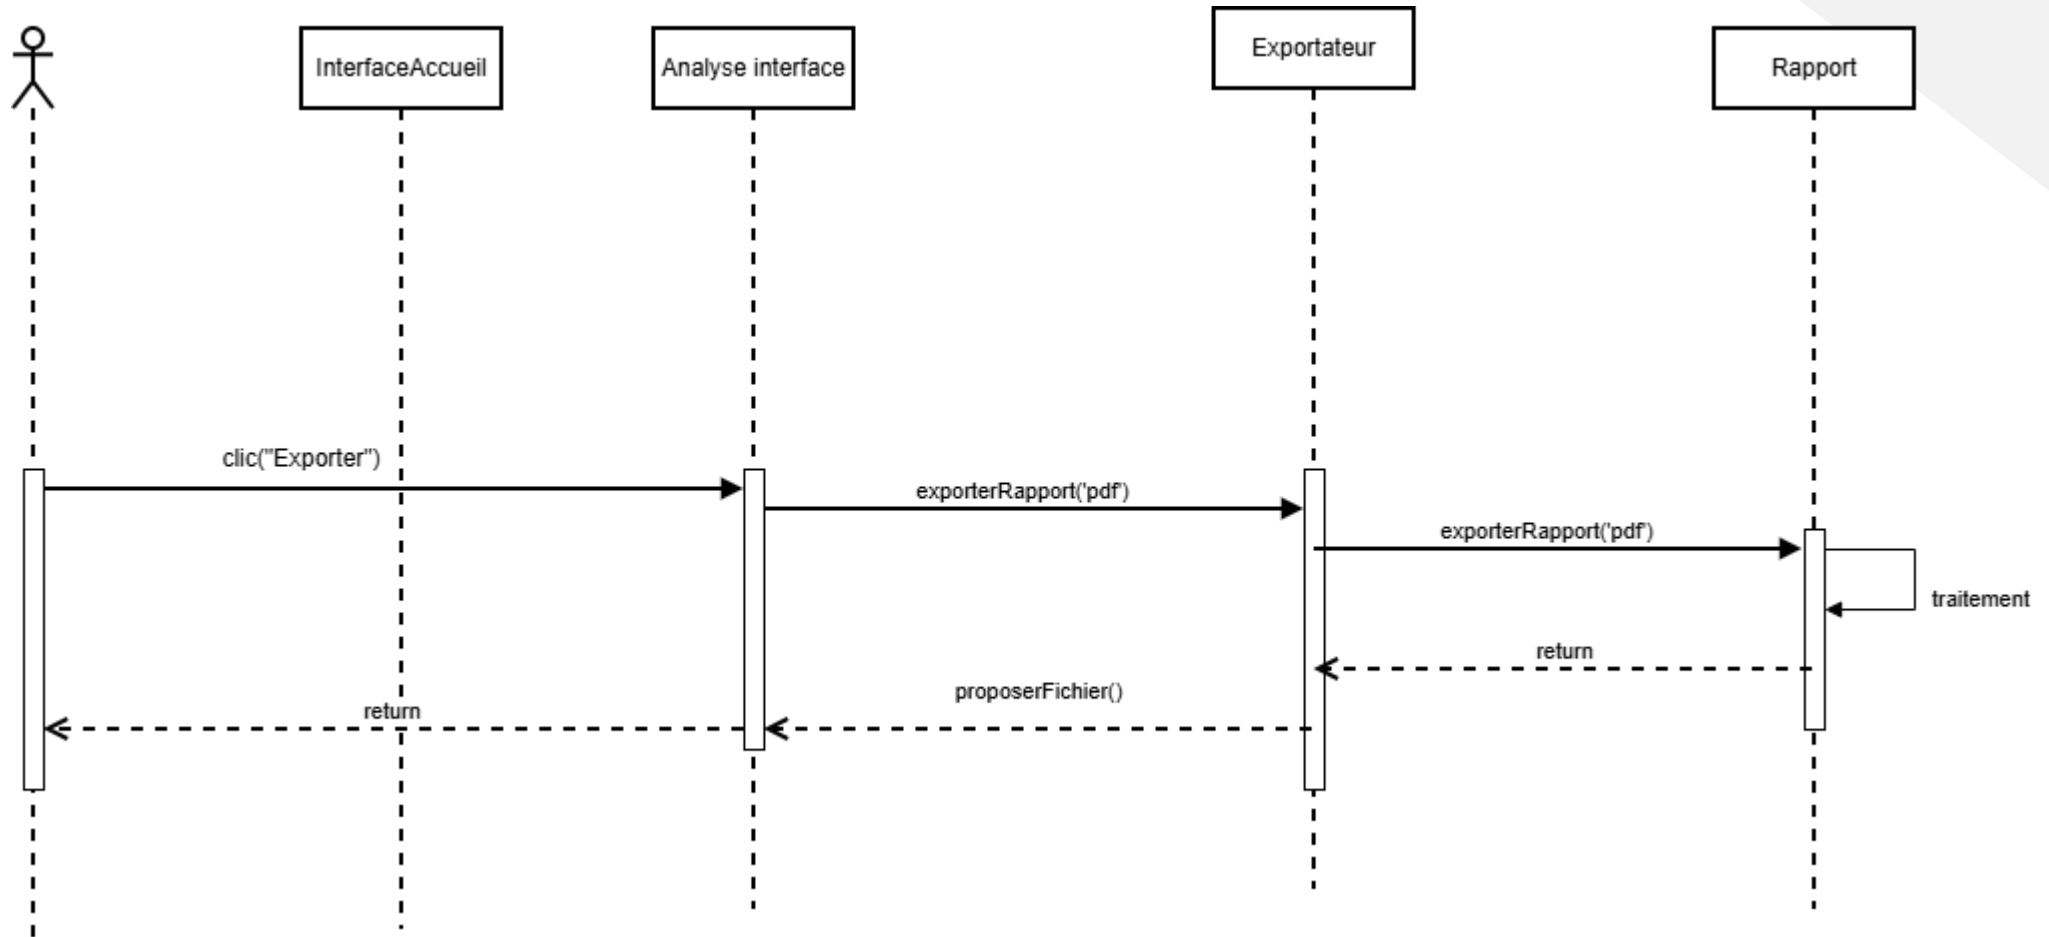 InterfaceAccueil
Analyse interface
Exportateur
Rapport
clic("Exporter")
exporterRapport('pdf')
exporterRapport('pdf')
traitement
return
proposerFichier()
return